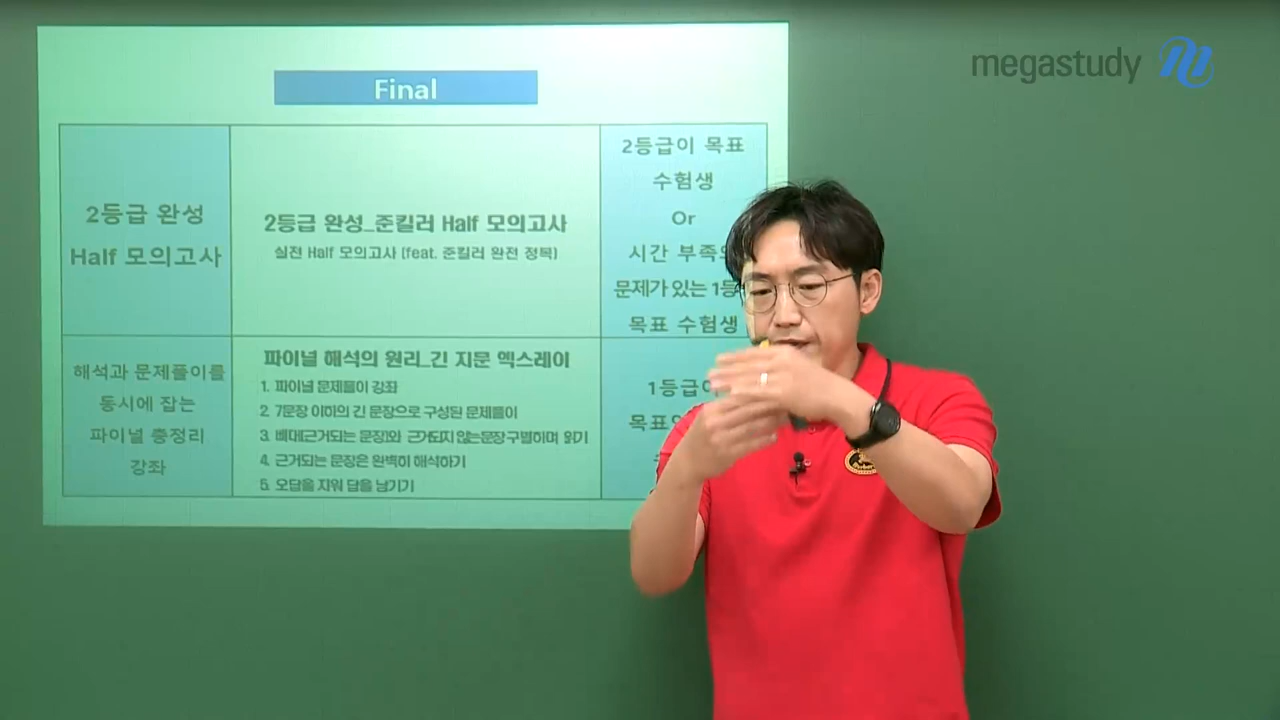 megastudy
Final
2등급 완성
Half 모의고사
2등급 완성_준킬러 Half 모의고사
실전 Half 모의고사 (feat. 준킬러 완전 정복)
2등급이 목표
수험생
Or
시간 부족
문제가 있는 1등
목표 수험생
해석과 문제풀이를
동시에 잡는
파이널 총정리
강좌
파이널 해석의 원리_긴 지문 엑스레이
1. 파이널 문제풀이 강좌
2. 7문장 이하의 긴 문장으로 구성된 문제풀이
3. 뼈대(근거되는 문장)와 근거되지 않는 문장 구별하며 읽기
4. 근거되는 문장은 완벽히 해석하기
5. 오답을 지워 답을 남기기
1등급이
목표